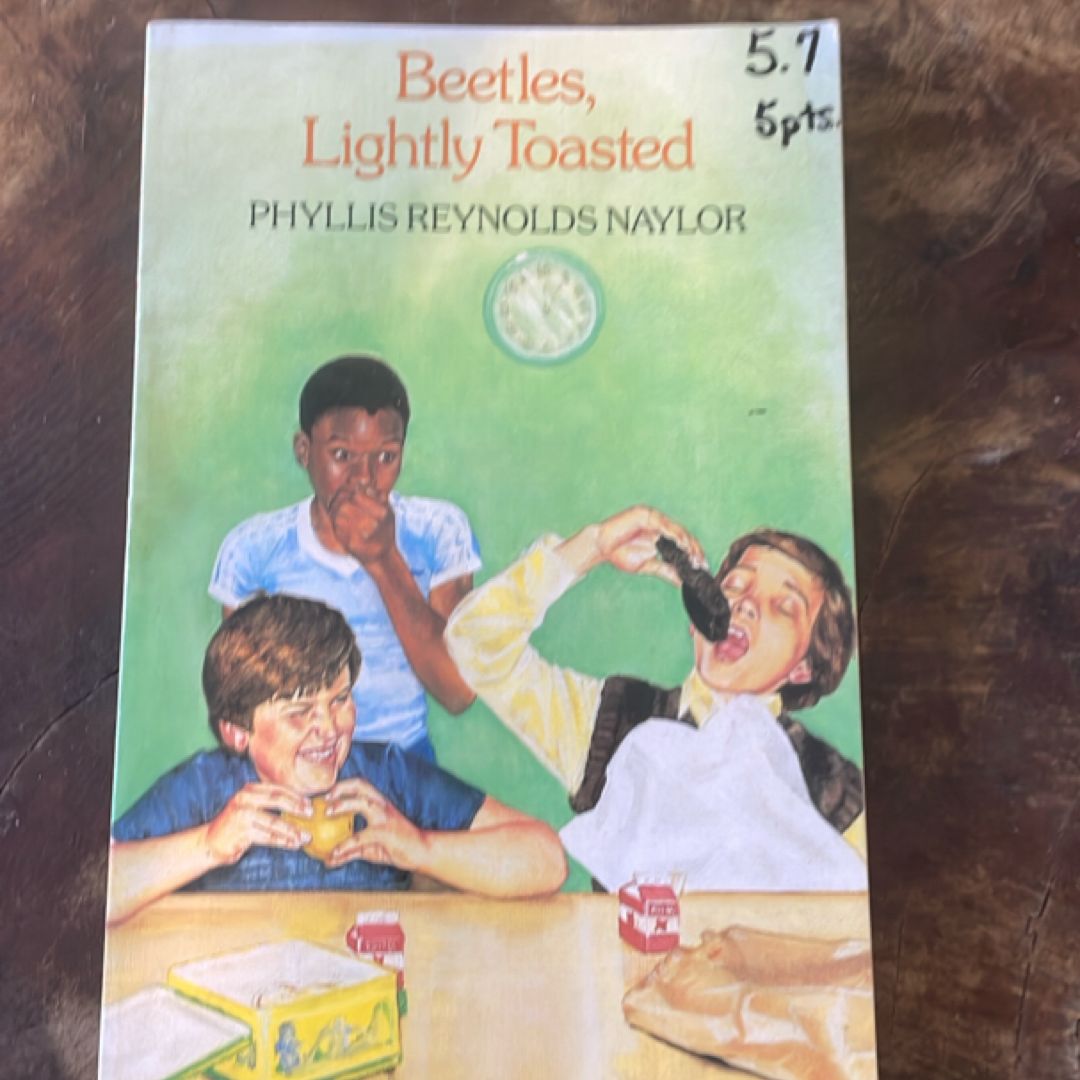 Beetles,
Lightly Toasted
PHYLLIS REYNOLDS NAYLOR
5.7
5pts.